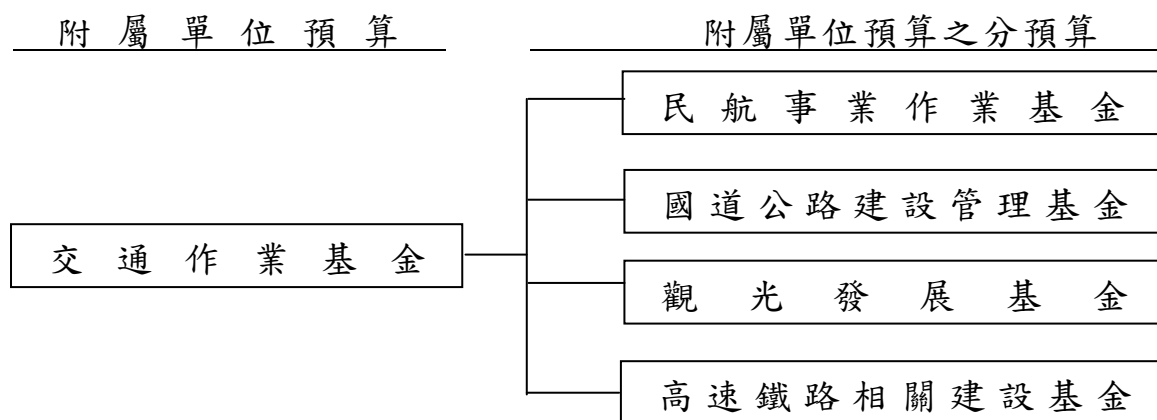 附屬單位預算
附屬單位預算之分預算
民航事業作業基金
國道公路建設管理基金
交通作業基金
觀光發展基金
高速鐵路相關建設基金